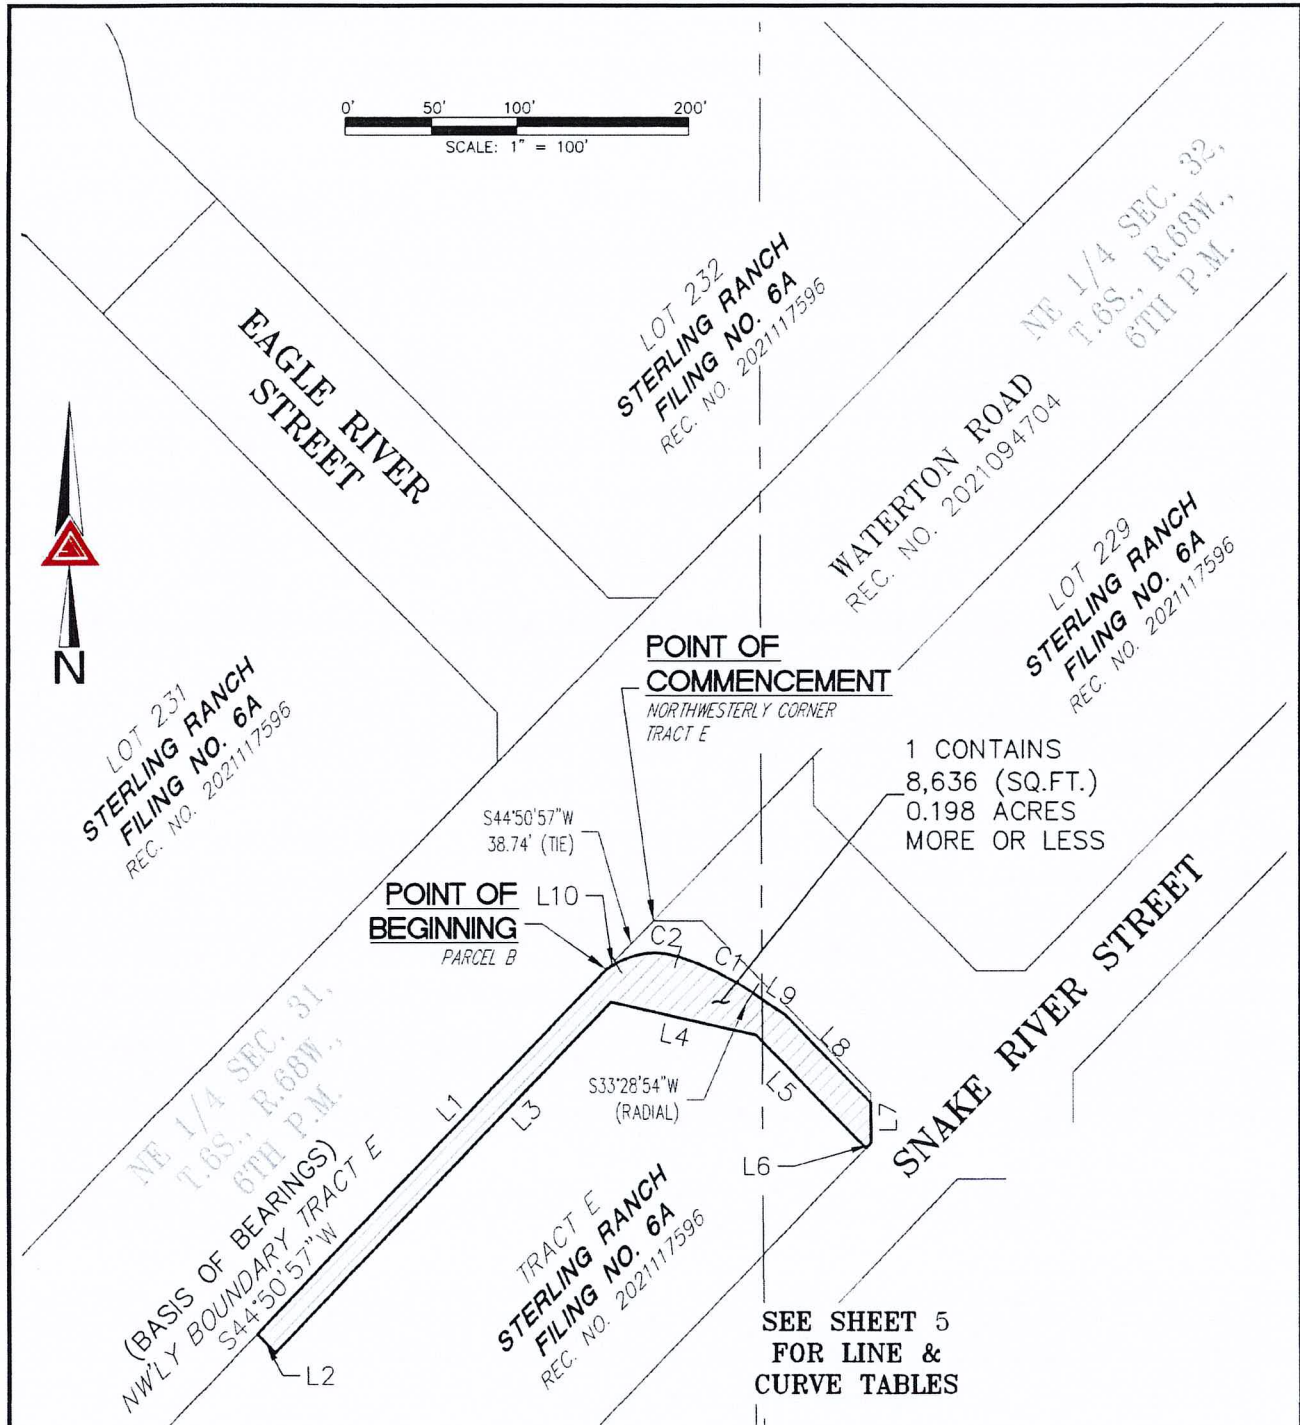 0' 50' 100' 200'
SCALE: 1" = 100'
EAGLE RIVER
STREET
LOT 232
STERLING RANCH
FILING NO. 6A
REC. NO. 2021117596
NE 1/4 SEC. 32,
T.6S., R.68W.,
6TH P.M.
WATERTON ROAD
REC. NO. 2021094704
LOT 229
STERLING RANCH
FILING NO. 6A
REC. NO. 2021117596
N
LOT 231
STERLING RANCH
FILING NO. 6A
REC. NO. 2021117596
POINT OF
COMMENCEMENT
NORTHWESTERLY CORNER
TRACT E
1 CONTAINS
8,636 (SQ.FT.)
0.198 ACRES
MORE OR LESS
S44°50'57"W
38.74' (TIE)
POINT OF
BEGINNING
PARCEL B
L10
C2
C1
L9
L8
L4
L5
L7
L6
S33°28'54"W
(RADIAL)
SNAKE RIVER STREET
L1
L3
NE 1/4 SEC. 31,
T.6S., R.68W.,
6TH P.M.
(BASIS OF BEARINGS)
NW'LY BOUNDARY TRACT E
S44°50'57"W
L2
TRACT E
STERLING RANCH
FILING NO. 6A
REC. NO. 2021117596
SEE SHEET 5
FOR LINE &
CURVE TABLES